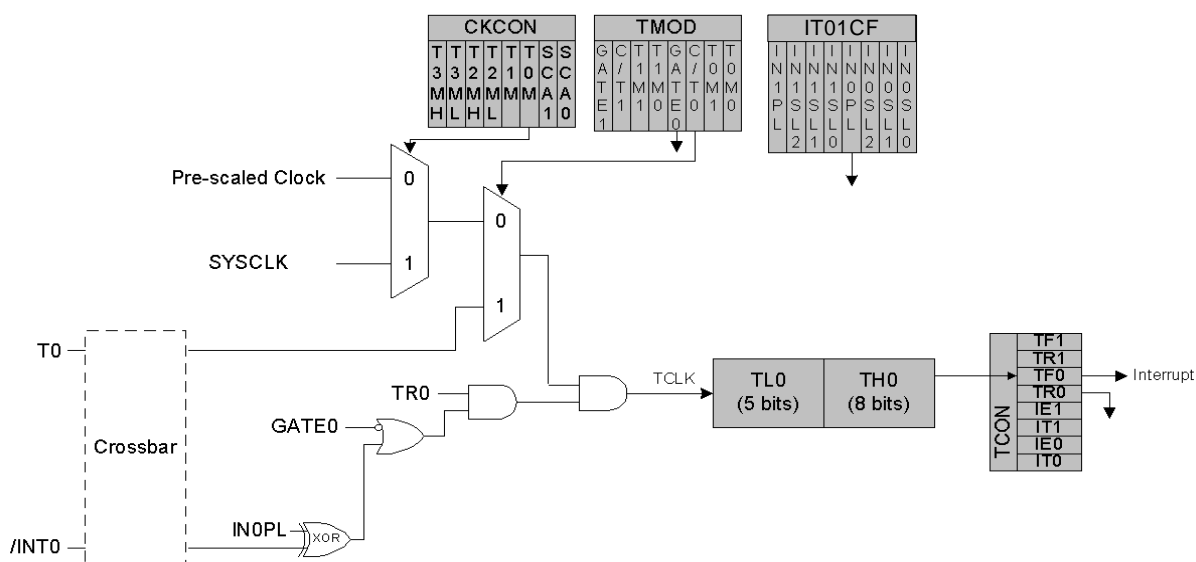 CKCON
T3MH
T3ML
T2MH
T2ML
T1M
T0M
SCA1
SCA0
TMOD
GATE1
C/T1
T1M1
T1M0
GATE0
C/T0
T0M1
T0M0
IT01CF
IN1PL
IN1SL2
IN1SL1
IN1SL0
IN0PL
IN0SL2
IN0SL1
IN0SL0
Pre-scaled Clock
0
SYSCLK
1
0
1
T0
Crossbar
/INT0
TR0
GATE0
IN0PL
XOR
TCLK
TL0
(5 bits)
TH0
(8 bits)
TCON
TF1
TR1
TF0
TR0
IE1
IT1
IE0
IT0
Interrupt